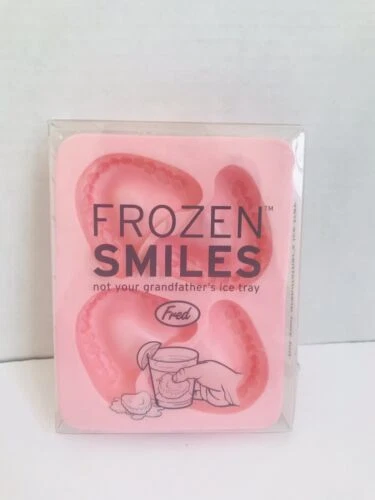 FROZEN™
SMILES
not your grandfather's ice tray
Fred